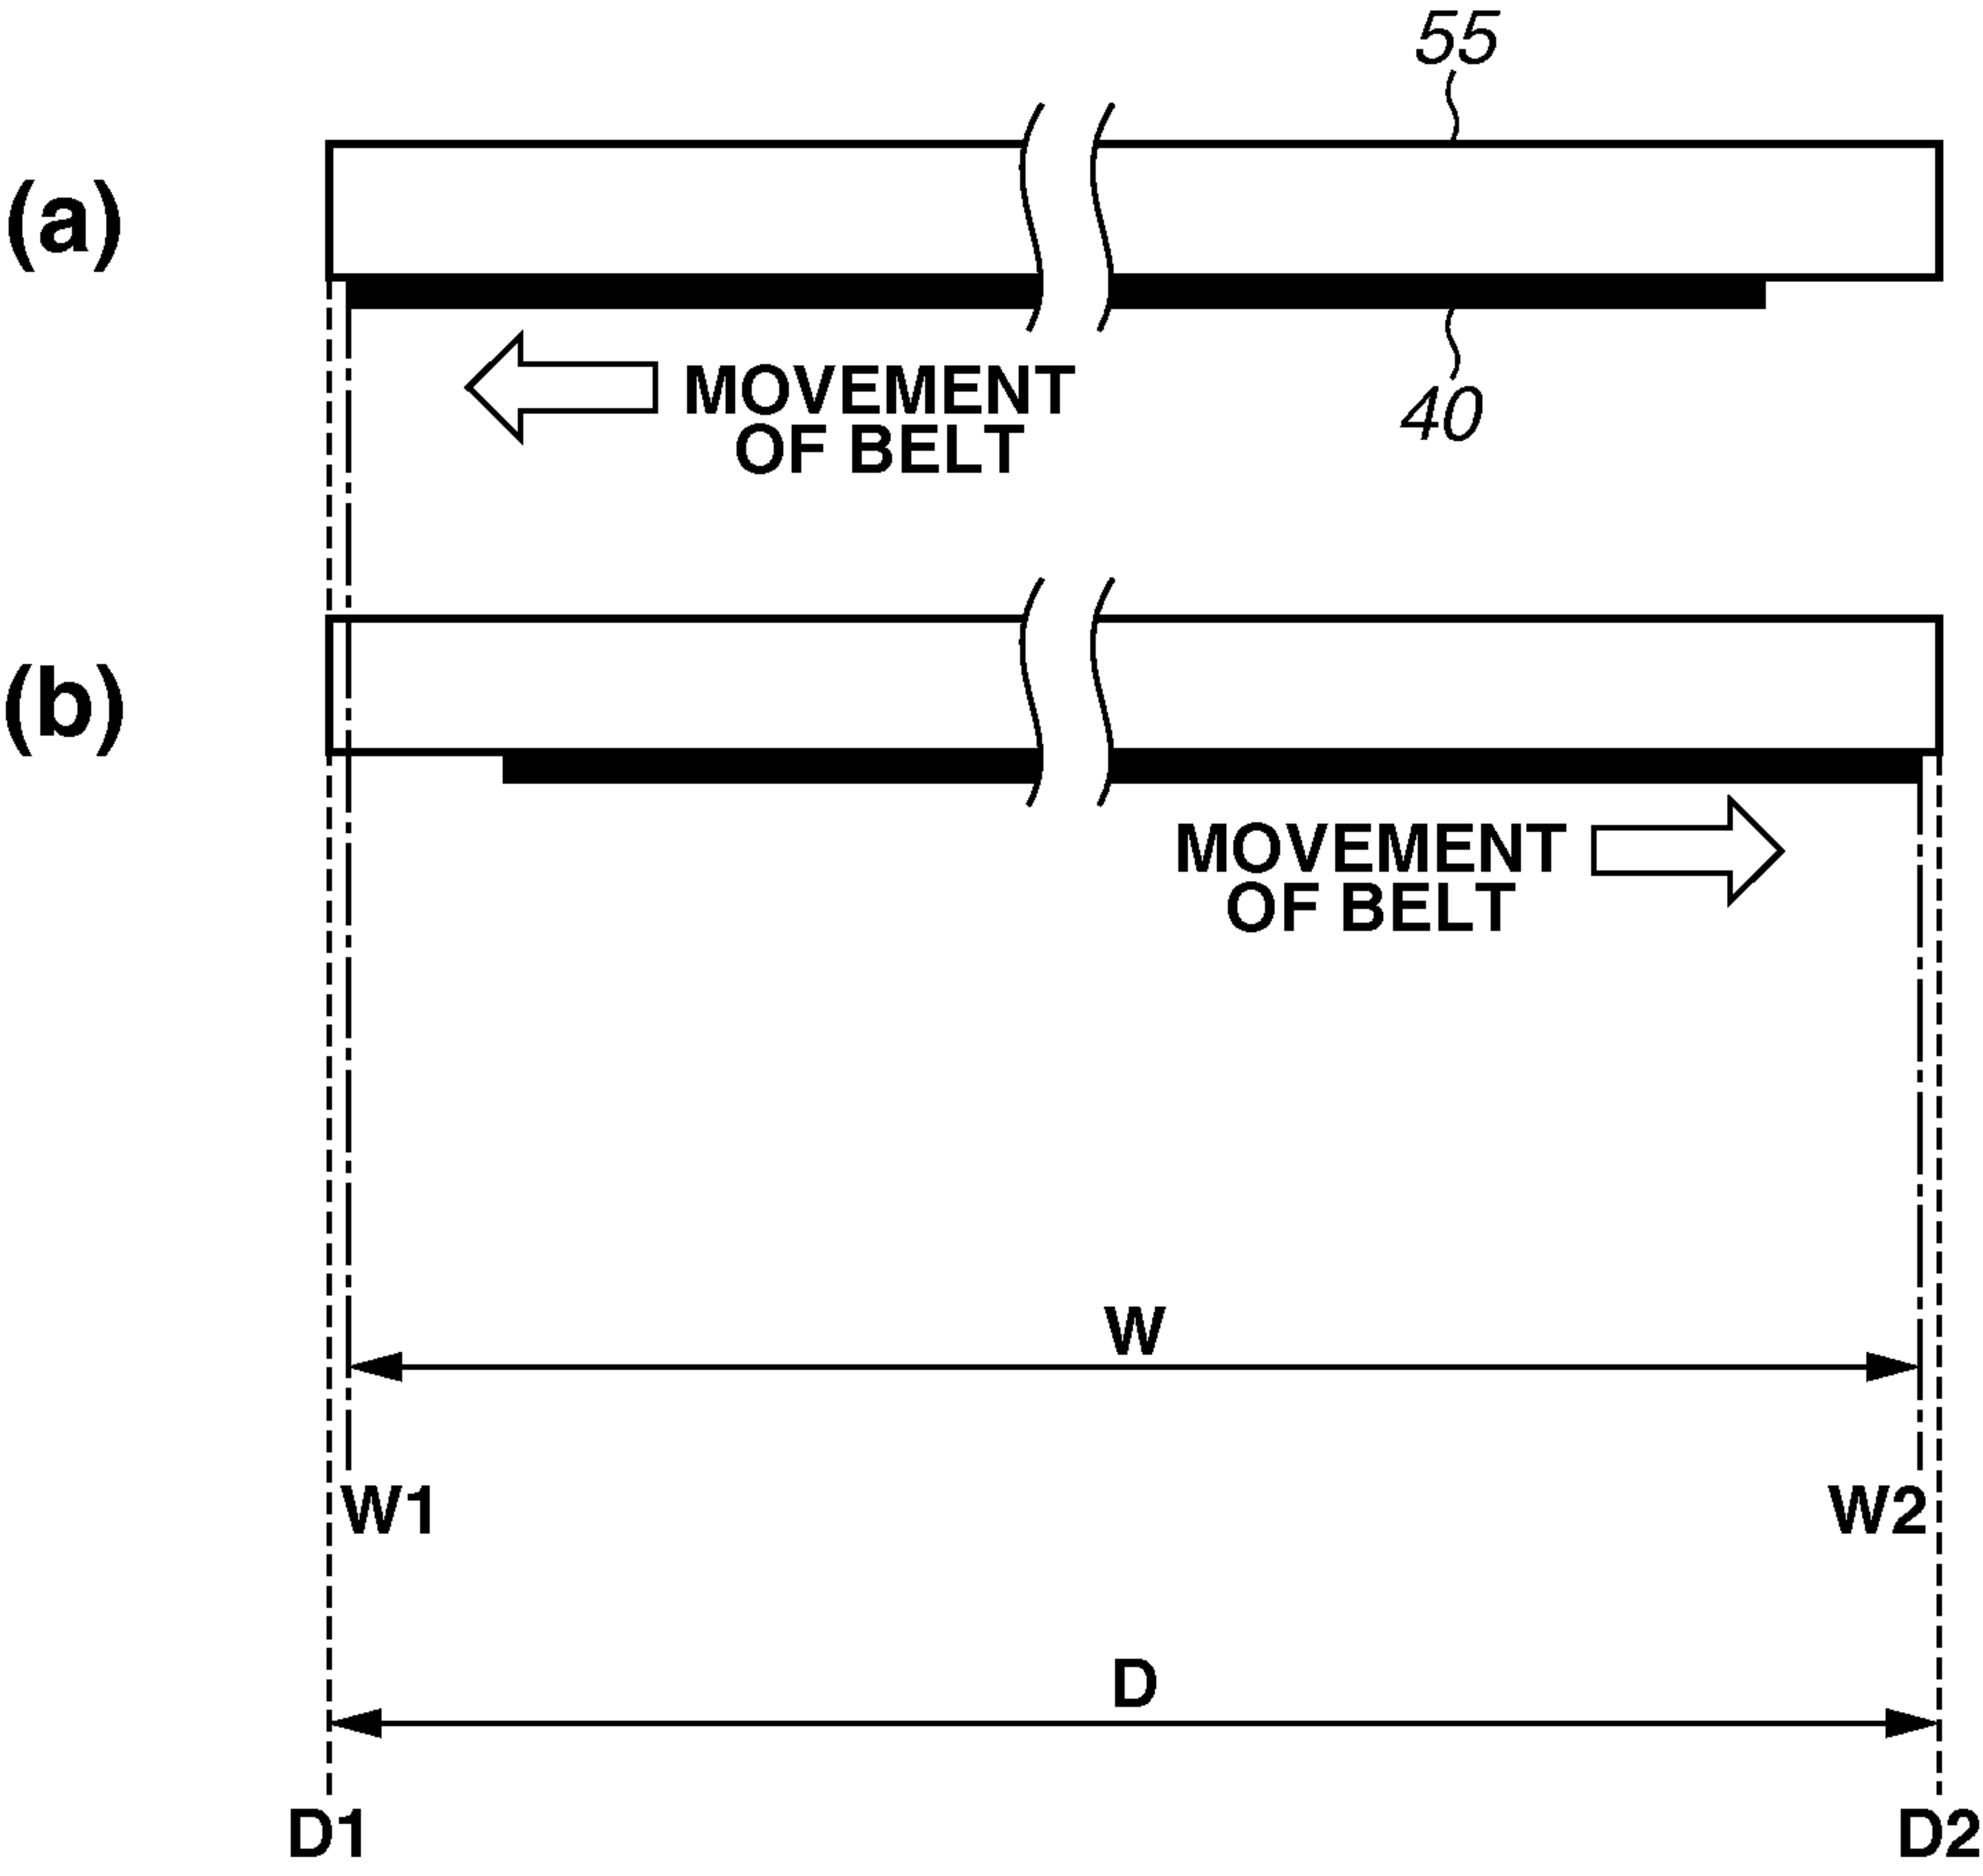 55
(a)
MOVEMENT
OF BELT
40
(b)
MOVEMENT
OF BELT
W
W1
W2
D
D1
D2